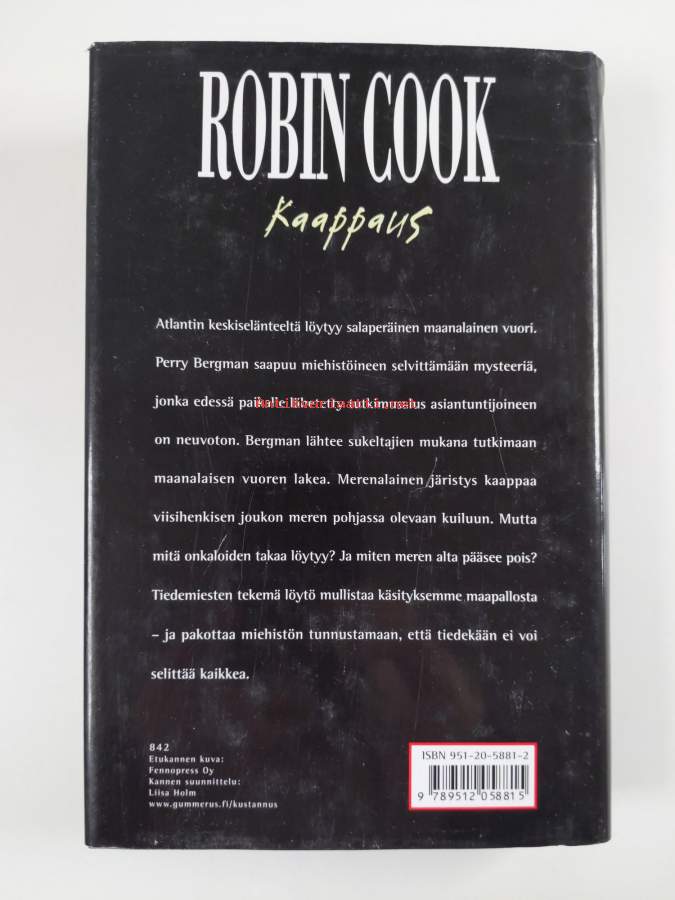 ROBIN COOK
Kaappaus
Atlantin keskiselänteeltä löytyy salaperäinen maanalainen vuori.
Perry Bergman saapuu miehistöineen selvittämään mysteeriä,
jonka edessä paikalle lähetetty tutkimusalus asiantuntijoineen
on neuvoton. Bergman lähtee sukeltajien mukana tutkimaan
maanalaisen vuoren lakea. Merenalainen järistys kaappaa
viisihenkisen joukon meren pohjassa olevaan kuiluun. Mutta
mitä onkaloiden takaa löytyy? Ja miten meren alta pääsee pois?
Tiedemiesten tekemä löytö mullistaa käsityksemme maapallosta
– ja pakottaa miehistön tunnustamaan, että tiedekään ei voi
selittää kaikkea.
842
Etukannen kuva:
Fennopress Oy
Kannen suunnittelu:
Liisa Holm
www.gummerus.fi/kustannus
ISBN 951-20-5881-2
9 789512 058815